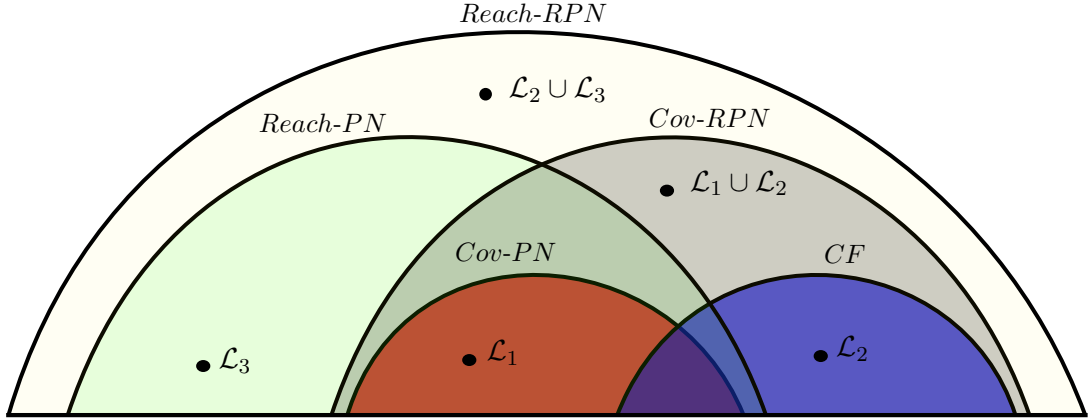 Reach-RPN
𝓛₂ ∪ 𝓛₃
Reach-PN
Cov-RPN
𝓛₁ ∪ 𝓛₂
Cov-PN
CF
𝓛₃
𝓛₁
𝓛₂